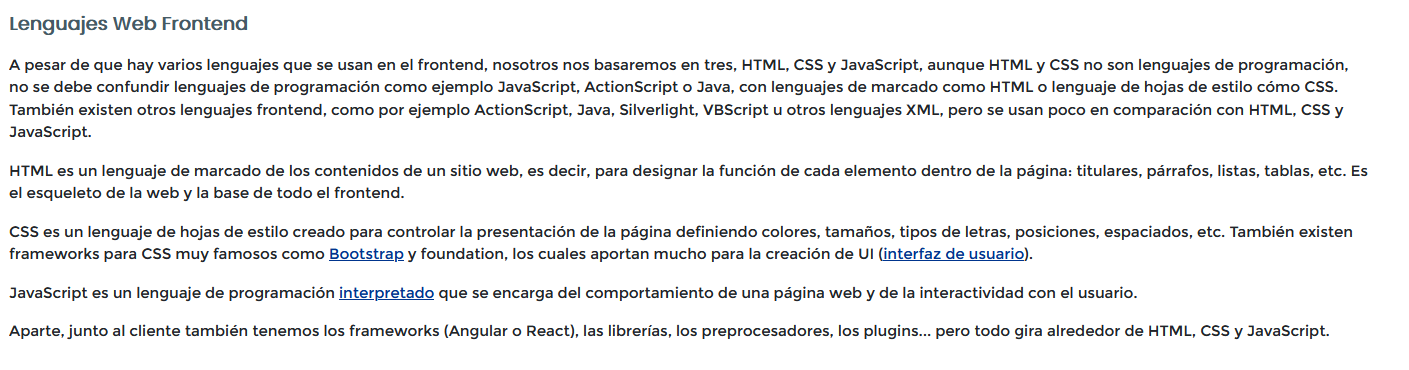 Lenguajes Web Frontend
A pesar de que hay varios lenguajes que se usan en el frontend, nosotros nos basaremos en tres, HTML, CSS y JavaScript, aunque HTML y CSS no son lenguajes de programación,
no se debe confundir lenguajes de programación como ejemplo JavaScript, ActionScript o Java, con lenguajes de marcado como HTML o lenguaje de hojas de estilo cómo CSS.
También existen otros lenguajes frontend, como por ejemplo ActionScript, Java, Silverlight, VBScript u otros lenguajes XML, pero se usan poco en comparación con HTML, CSS y
JavaScript.
HTML es un lenguaje de marcado de los contenidos de un sitio web, es decir, para designar la función de cada elemento dentro de la página: titulares, párrafos, listas, tablas, etc. Es
el esqueleto de la web y la base de todo el frontend.
CSS es un lenguaje de hojas de estilo creado para controlar la presentación de la página definiendo colores, tamaños, tipos de letras, posiciones, espaciados, etc. También existen
frameworks para CSS muy famosos como Bootstrap y foundation, los cuales aportan mucho para la creación de UI (interfaz de usuario).
JavaScript es un lenguaje de programación interpretado que se encarga del comportamiento de una página web y de la interactividad con el usuario.
Aparte, junto al cliente también tenemos los frameworks (Angular o React), las librerías, los preprocesadores, los plugins... pero todo gira alrededor de HTML, CSS y JavaScript.